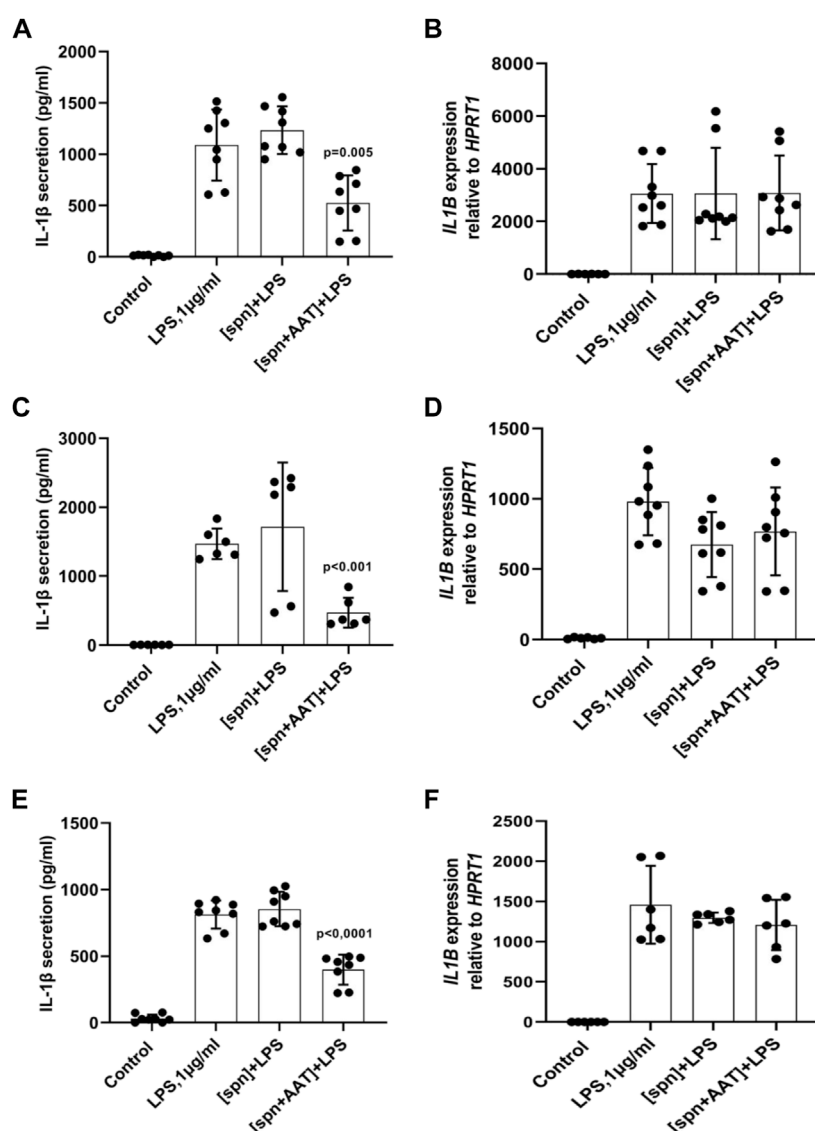 A
IL-1β secretion (pg/ml)
2000
1500
1000
500
0
p=0.005
Control
LPS,1μg/ml
[spn]+LPS
[spn+AAT]+LPS
B
IL1B expression
relative to HPRT1
8000
6000
4000
2000
0
Control
LPS,1μg/ml
[spn]+LPS
[spn+AAT]+LPS
C
IL-1β secretion (pg/ml)
3000
2000
1000
0
p<0.001
Control
LPS,1μg/ml
[spn]+LPS
[spn+AAT]+LPS
D
IL1B expression
relative to HPRT1
1500
1000
500
0
Control
LPS,1μg/ml
[spn]+LPS
[spn+AAT]+LPS
E
IL-1β secretion (pg/ml)
1500
1000
500
0
p<0,0001
Control
LPS,1μg/ml
[spn]+LPS
[spn+AAT]+LPS
F
IL1B expression
relative to HPRT1
2500
2000
1500
1000
500
0
Control
LPS,1μg/ml
[spn]+LPS
[spn+AAT]+LPS